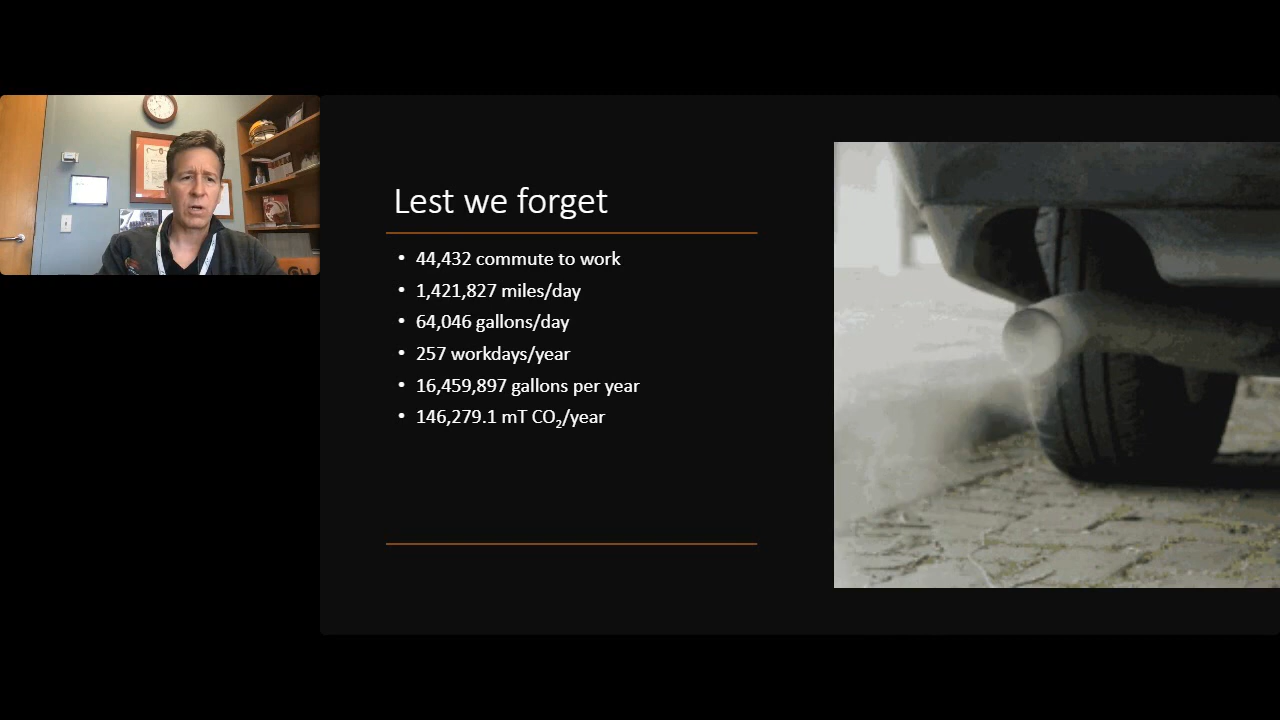 Lest we forget
• 44,432 commute to work
• 1,421,827 miles/day
• 64,046 gallons/day
• 257 workdays/year
• 16,459,897 gallons per year
• 146,279.1 mT CO₂/year